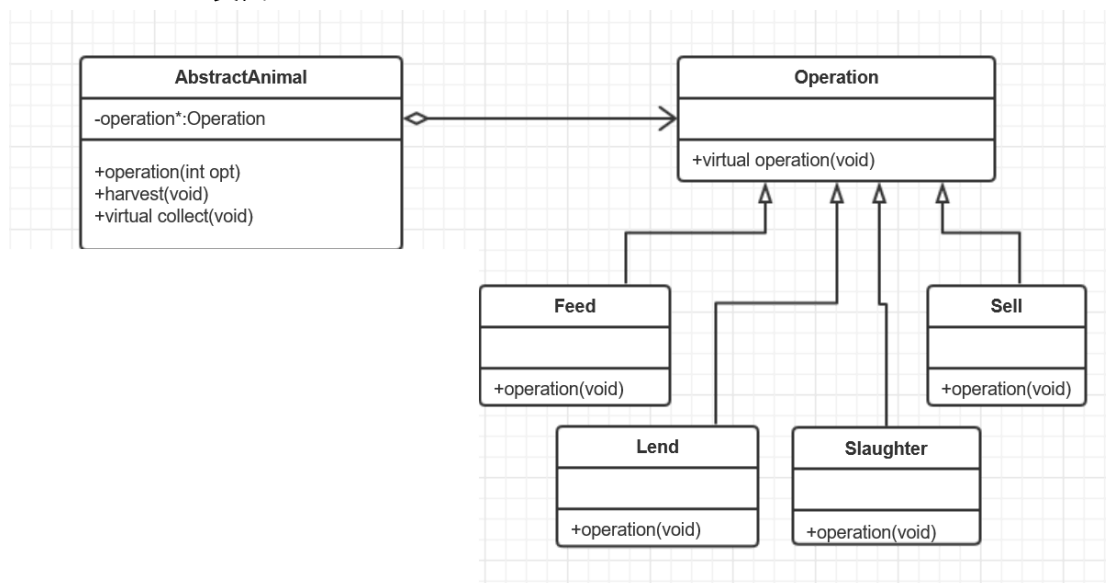 AbstractAnimal
-operation*:Operation
+operation(int opt)
+harvest(void)
+virtual collect(void)
Operation
+virtual operation(void)
Feed
+operation(void)
Sell
+operation(void)
Lend
+operation(void)
Slaughter
+operation(void)